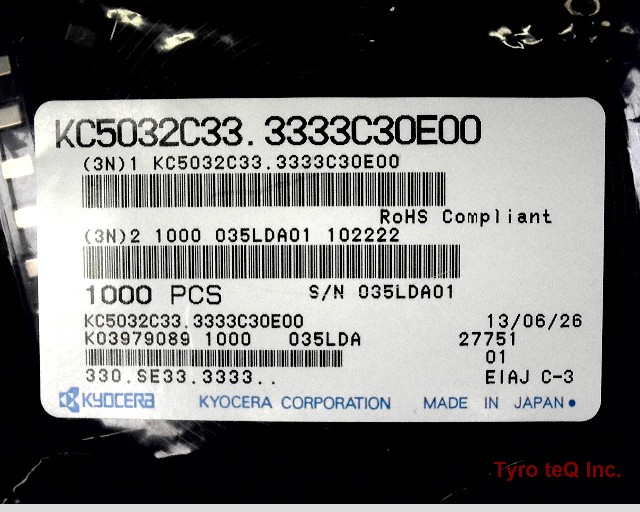 KC5032C33.3333C30E00
(3N)1 KC5032C33.3333C30E00
RoHS Compliant
(3N)2 1000 035LDA01 102222
1000 PCS S/N 035LDA01
KC5032C33.3333C30E00 13/06/26
K03979089 1000 035LDA 27751
01
330.SE33.3333.. EIAJ C-3
KYOCERA KYOCERA CORPORATION MADE IN JAPAN
Tyro teQ Inc.